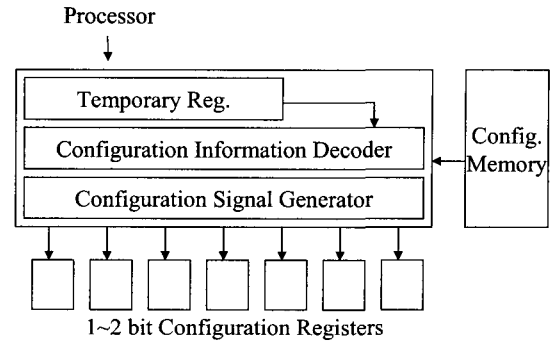 Processor
Temporary Reg.
Configuration Information Decoder
Configuration Signal Generator
Config.
Memory
1~2 bit Configuration Registers